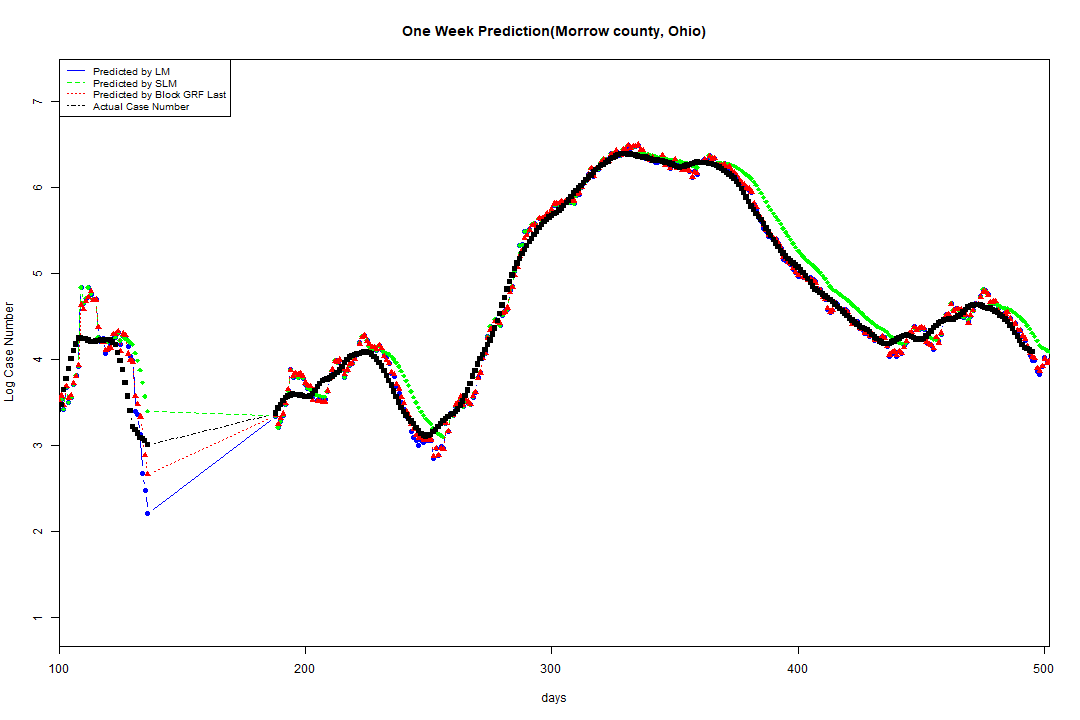 One Week Prediction(Morrow county, Ohio)
Predicted by LM
Predicted by SLM
Predicted by Block GRF Last
Actual Case Number
7
6
5
4
3
2
1
Log Case Number
100 200 300 400 500
days